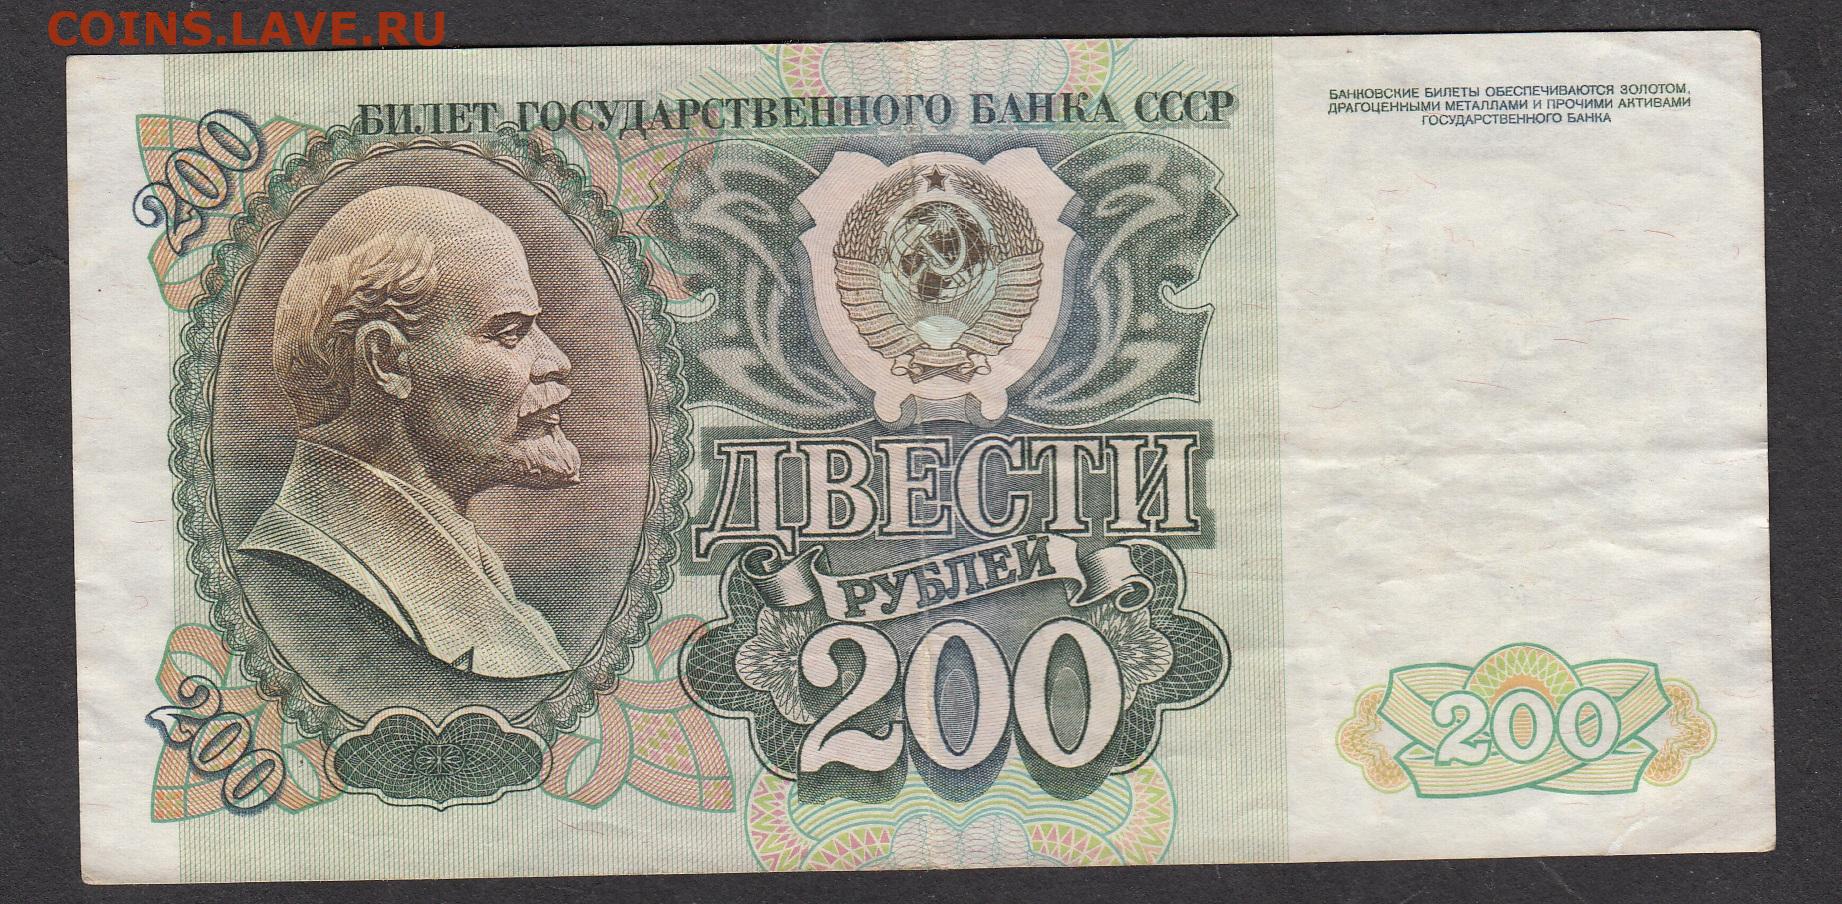 COINS.LAVE.RU
БИЛЕТ ГОСУДАРСТВЕННОГО БАНКА СССР
БАНКОВСКИЕ БИЛЕТЫ ОБЕСПЕЧИВАЮТСЯ ЗОЛОТОМ,
ДРАГОЦЕННЫМИ МЕТАЛЛАМИ И ПРОЧИМИ АКТИВАМИ
ГОСУДАРСТВЕННОГО БАНКА
200
ДВЕСТИ
РУБЛЕЙ
200
200
200